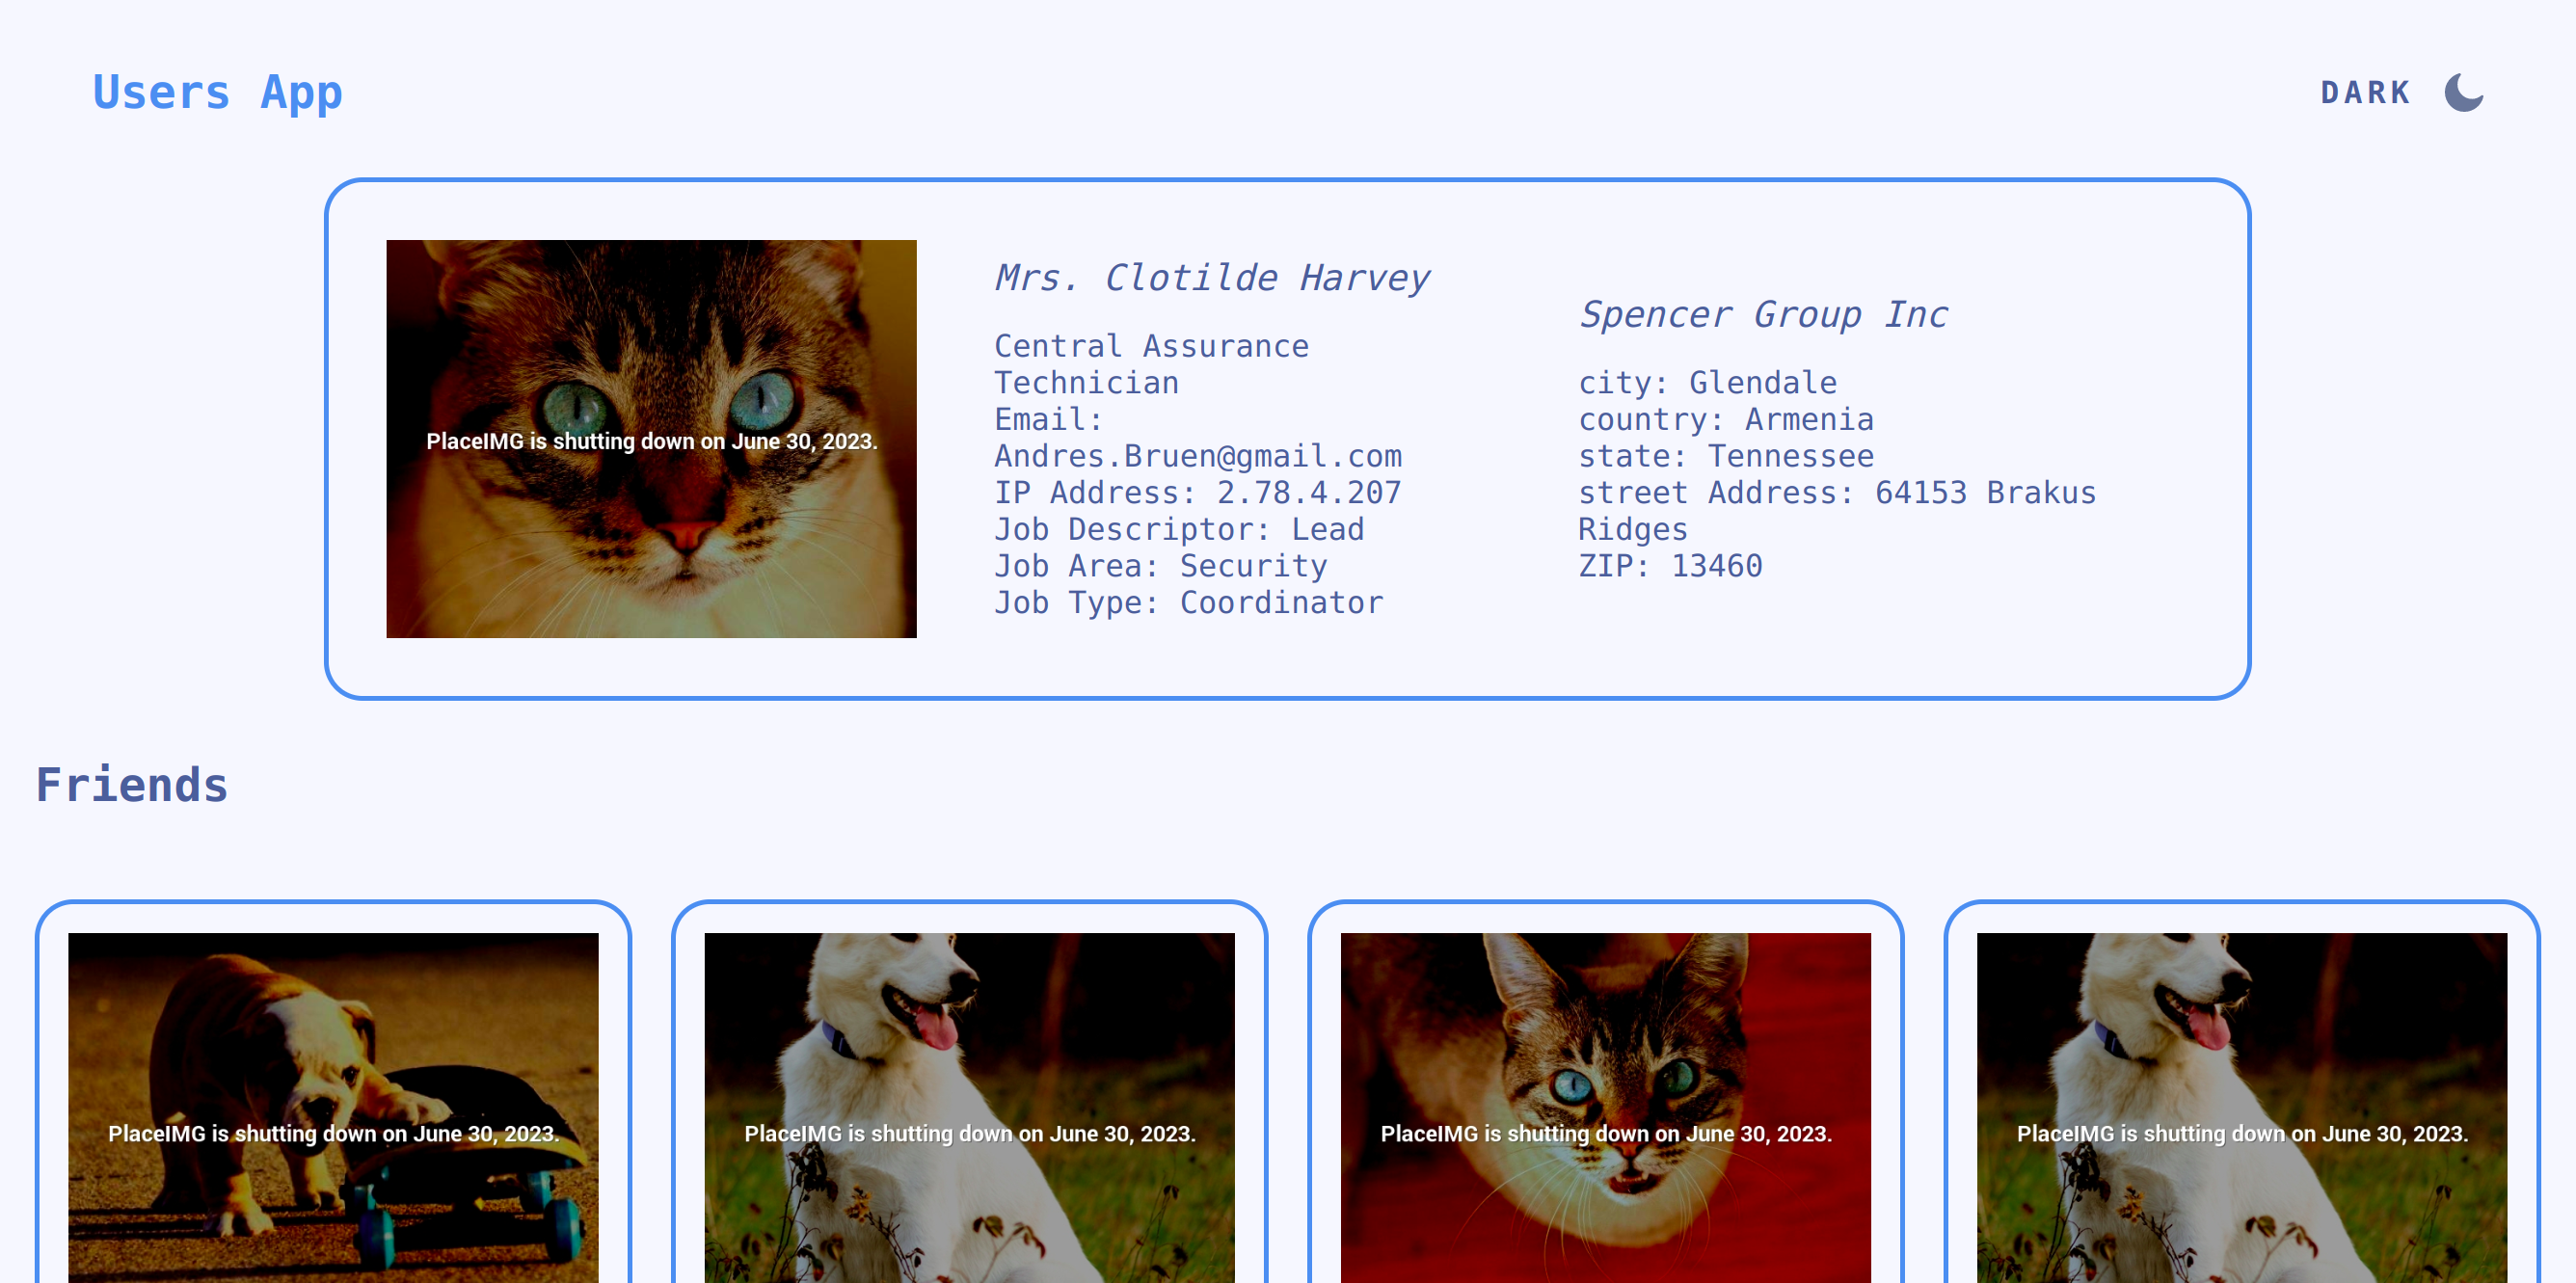 Users App
DARK
Mrs. Clotilde Harvey
Central Assurance
Technician
Email:
Andres.Bruen@gmail.com
IP Address: 2.78.4.207
Job Descriptor: Lead
Job Area: Security
Job Type: Coordinator
Spencer Group Inc
city: Glendale
country: Armenia
state: Tennessee
street Address: 64153 Brakus
Ridges
ZIP: 13460
PlaceIMG is shutting down on June 30, 2023.
Friends
PlaceIMG is shutting down on June 30, 2023.
PlaceIMG is shutting down on June 30, 2023.
PlaceIMG is shutting down on June 30, 2023.
PlaceIMG is shutting down on June 30, 2023.